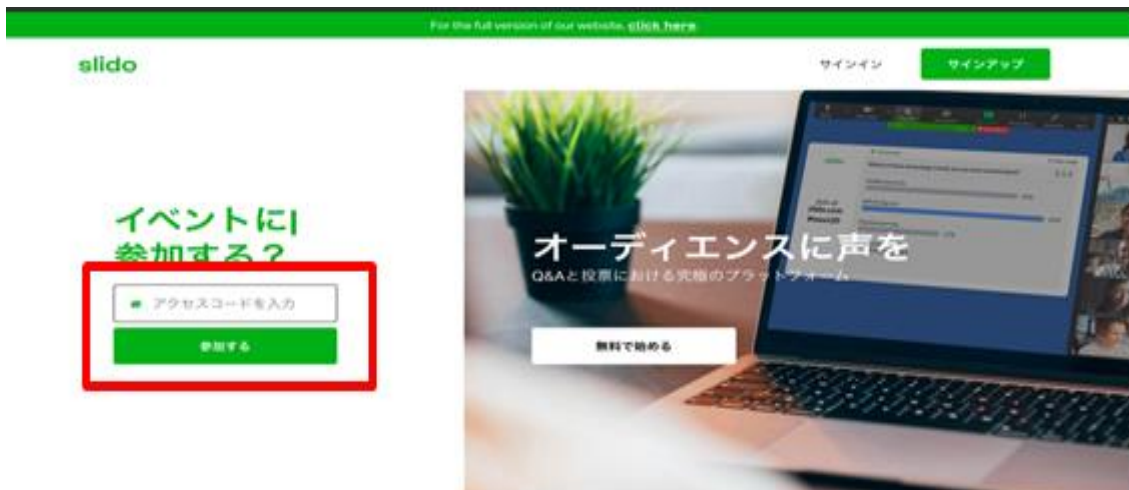 For the full version of our website, click here.
slido
サインイン
サインアップ
イベントに
参加する？
# アクセスコードを入力
参加する
オーディエンスに声を
Q&Aと投票における究極のプラットフォーム
無料で始める
slido